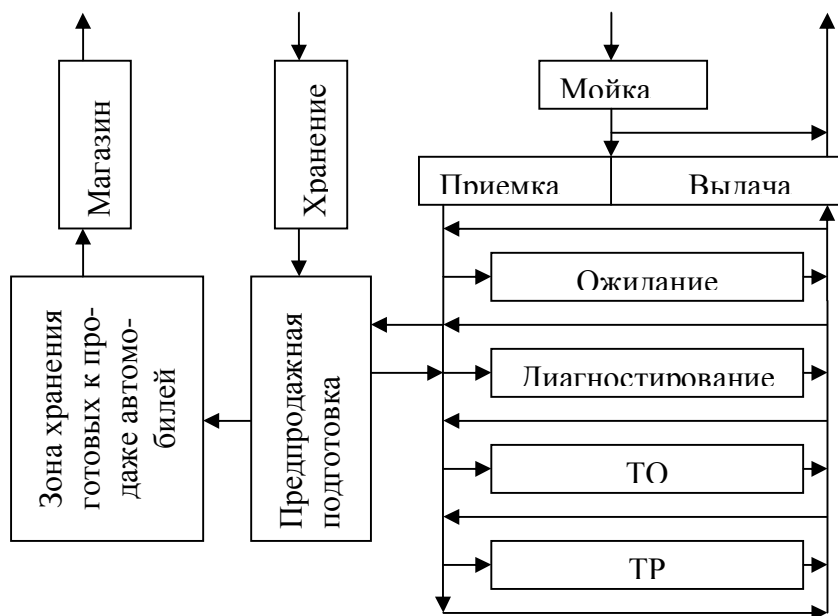 Магазин
Хранение
Мойка
Приемка
Выдача
Зона хранения
готовых к про-
даже автомо-
билей
Предпродажная
подготовка
Ожидание
Диагностирование
ТО
ТР